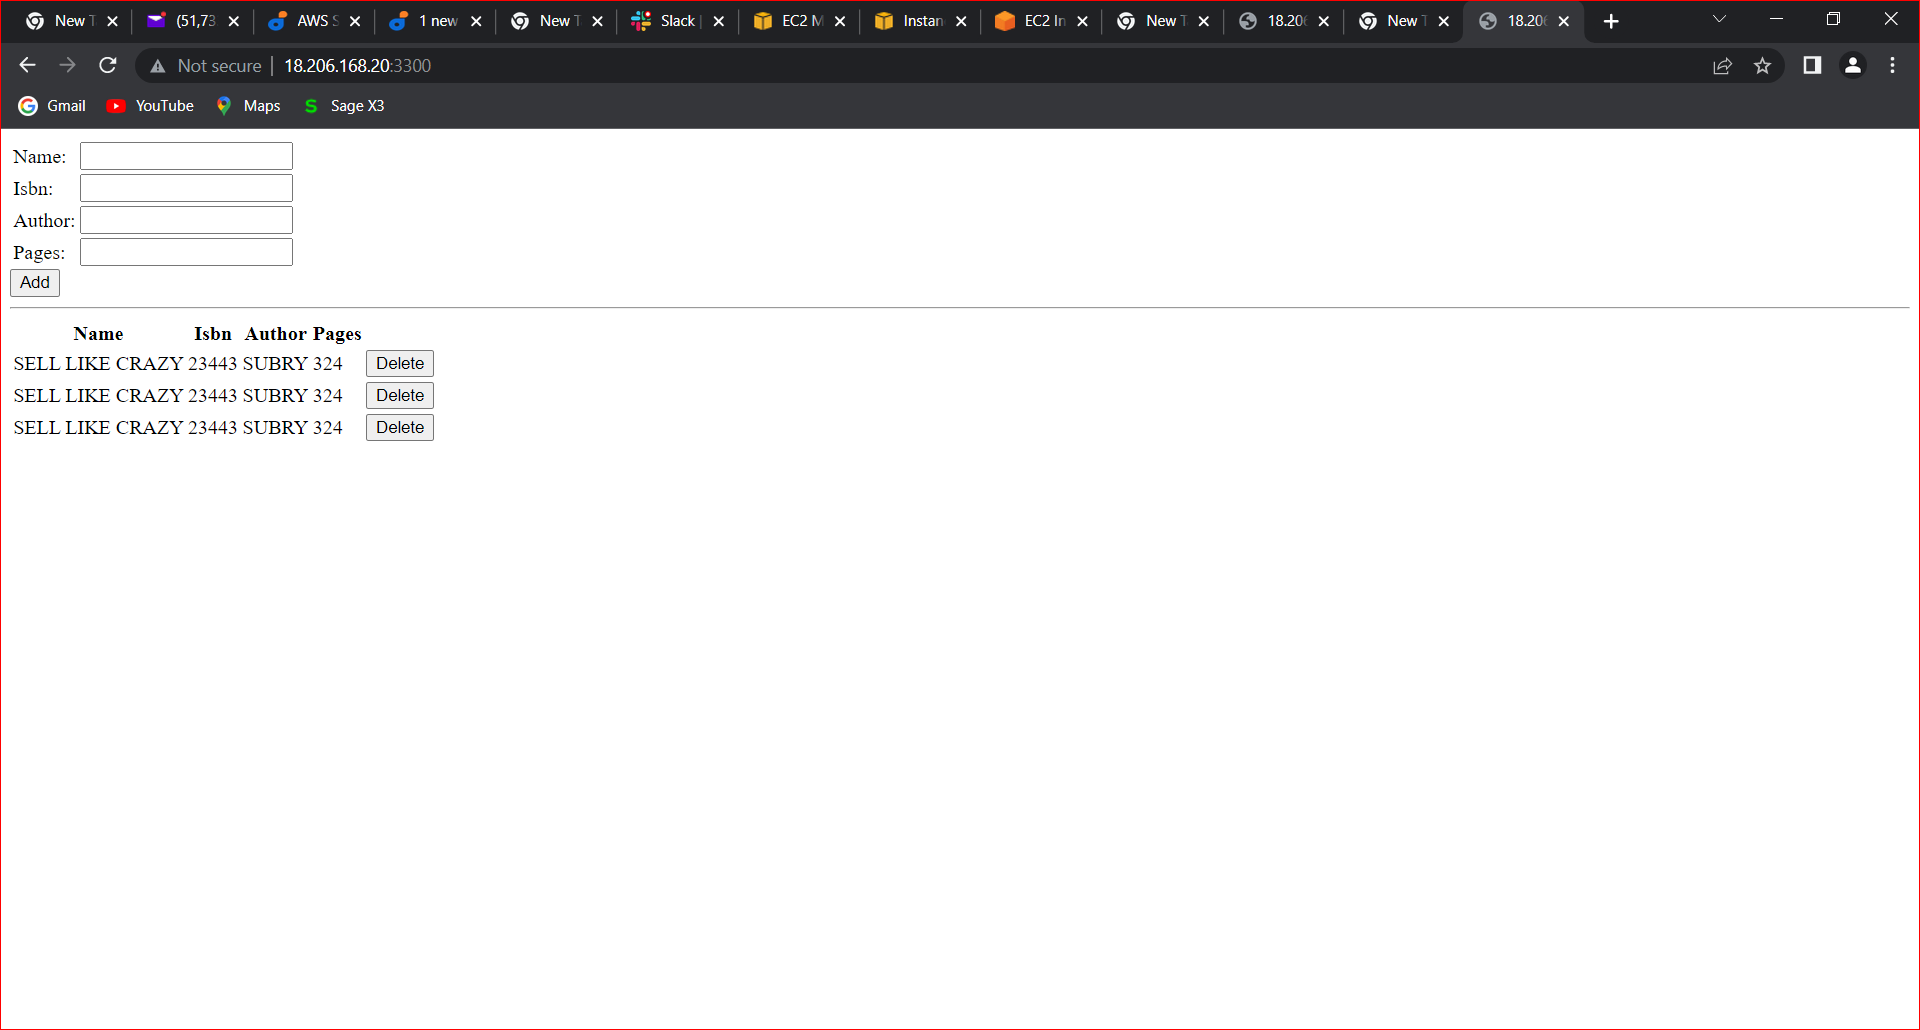 New T (51,73 AWS S 1 new New T Slack EC2 M Instan EC2 In New T 18.206 New T 18.206
Not secure 18.206.168.20:3300
Gmail YouTube Maps Sage X3
Name:
Isbn:
Author:
Pages:
Add
Name Isbn Author Pages
SELL LIKE CRAZY 23443 SUBRY 324 Delete
SELL LIKE CRAZY 23443 SUBRY 324 Delete
SELL LIKE CRAZY 23443 SUBRY 324 Delete